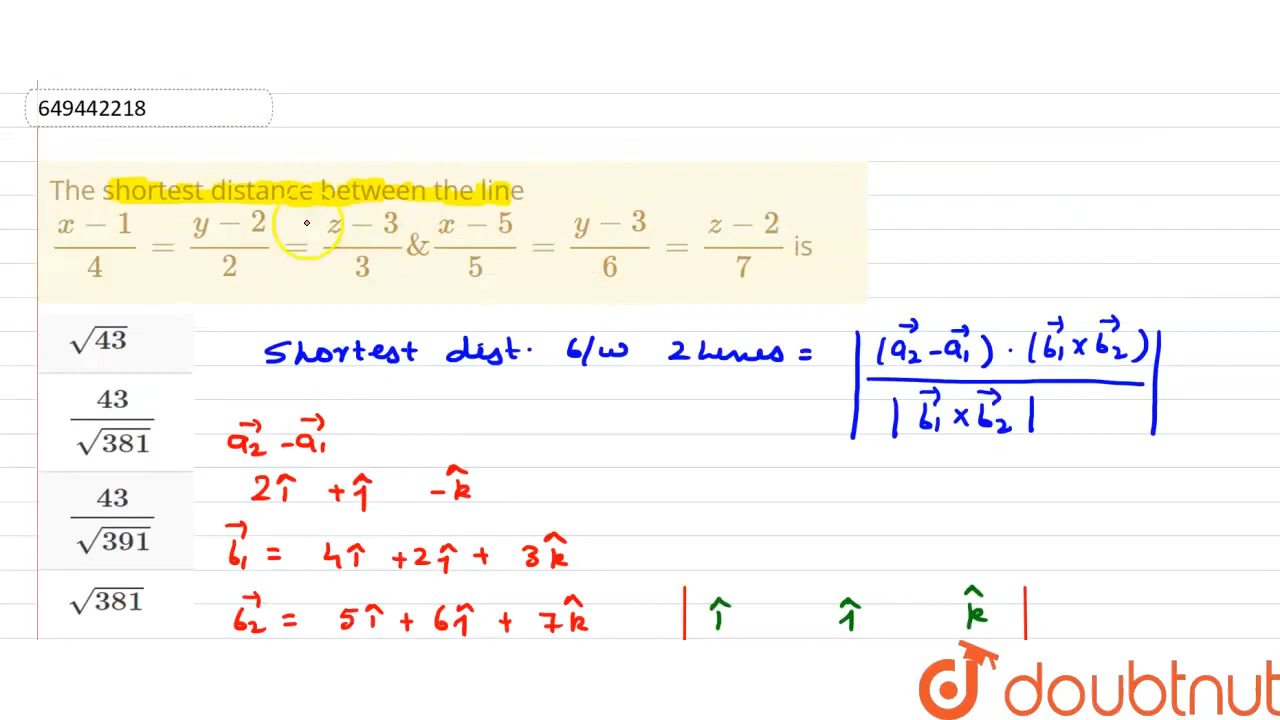 649442218
The shortest distance between the line
x − 1 / 4 = y − 2 / 2 = z − 3 / 3 & x − 5 / 5 = y − 3 / 6 = z − 2 / 7 is
√43
Shortest dist. b/w 2 Lines = | (a₂⃗ − a₁⃗) · (b₁⃗ × b₂⃗) / | b₁⃗ × b₂⃗ | |
43 / √381
a₂⃗ − a₁⃗
2î + ĵ − k̂
43 / √391
b₁⃗ = 4î + 2ĵ + 3k̂
√381
b₂⃗ = 5î + 6ĵ + 7k̂ | î ĵ k̂ |
doubtnut